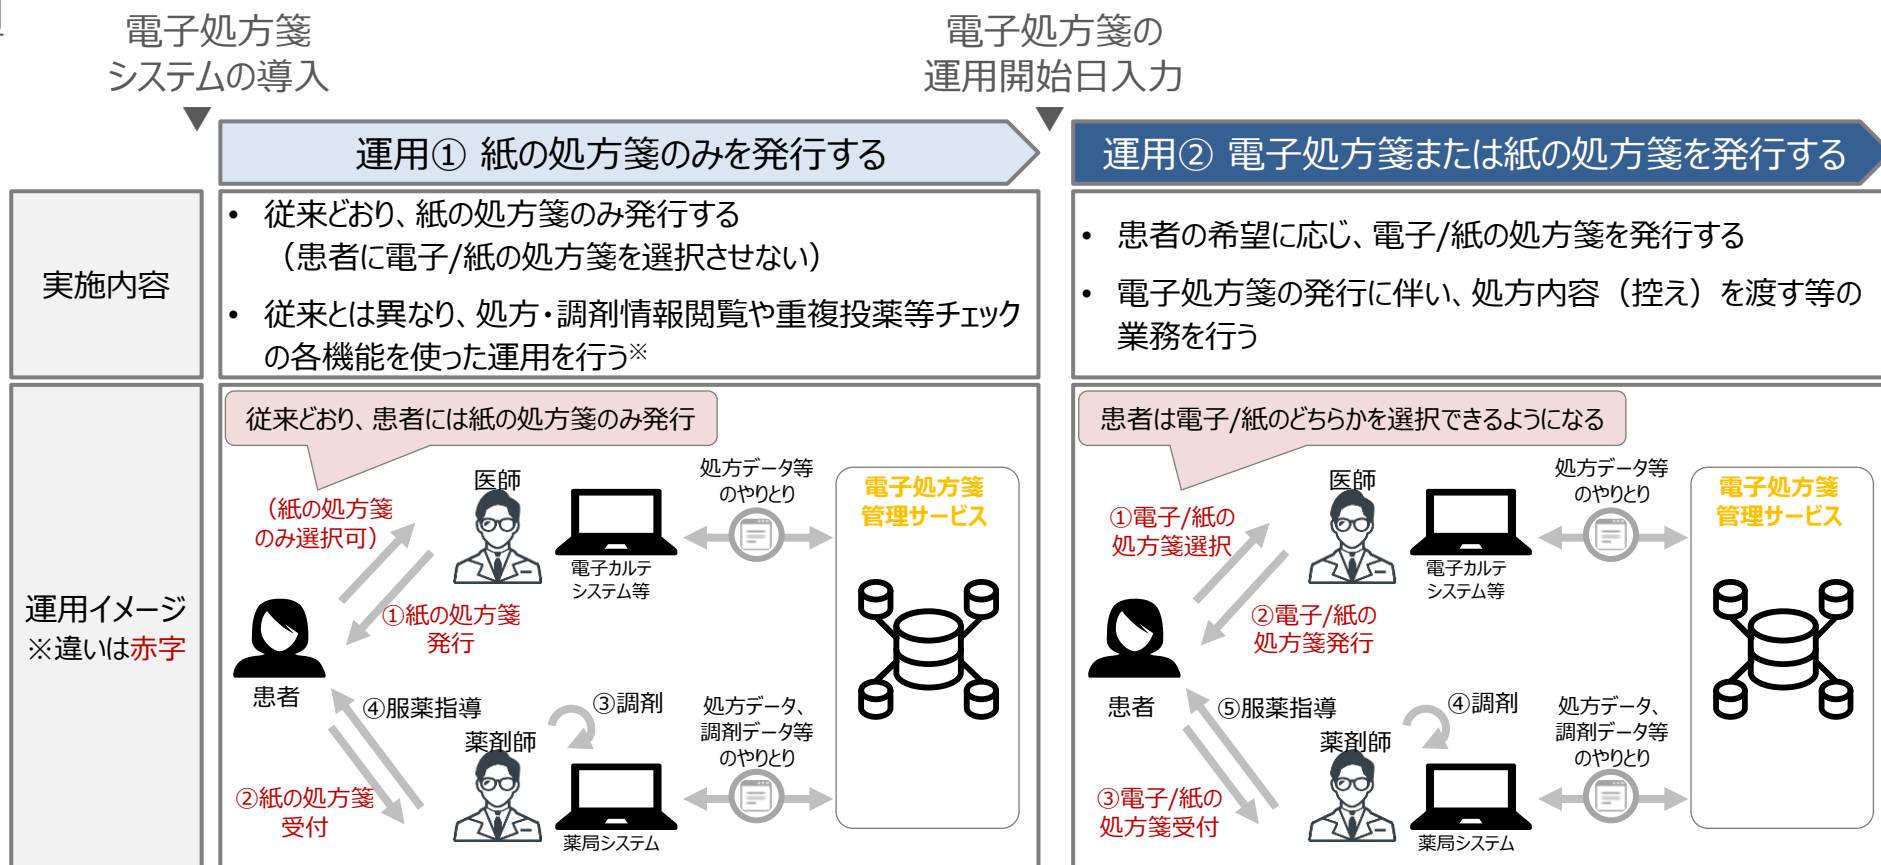 電子処方箋
システムの導入
電子処方箋の
運用開始日入力
運用① 紙の処方箋のみを発行する
運用② 電子処方箋または紙の処方箋を発行する
実施内容
• 従来どおり、紙の処方箋のみ発行する
（患者に電子/紙の処方箋を選択させない）
• 従来とは異なり、処方・調剤情報閲覧や重複投薬等チェック
の各機能を使った運用を行う※
• 患者の希望に応じ、電子/紙の処方箋を発行する
• 電子処方箋の発行に伴い、処方内容（控え）を渡す等の
業務を行う
運用イメージ
※違いは赤字
従来どおり、患者には紙の処方箋のみ発行
（紙の処方箋
のみ選択可）
医師
処方データ等
のやりとり
電子処方箋
管理サービス
電子カルテ
システム等
①紙の処方箋
発行
患者
④服薬指導
③調剤
処方データ、
調剤データ等
のやりとり
薬剤師
②紙の処方箋
受付
薬局システム
患者は電子/紙のどちらかを選択できるようになる
①電子/紙の
処方箋選択
医師
処方データ等
のやりとり
電子処方箋
管理サービス
電子カルテ
システム等
②電子/紙の
処方箋発行
患者
⑤服薬指導
④調剤
処方データ、
調剤データ等
のやりとり
薬剤師
③電子/紙の
処方箋受付
薬局システム